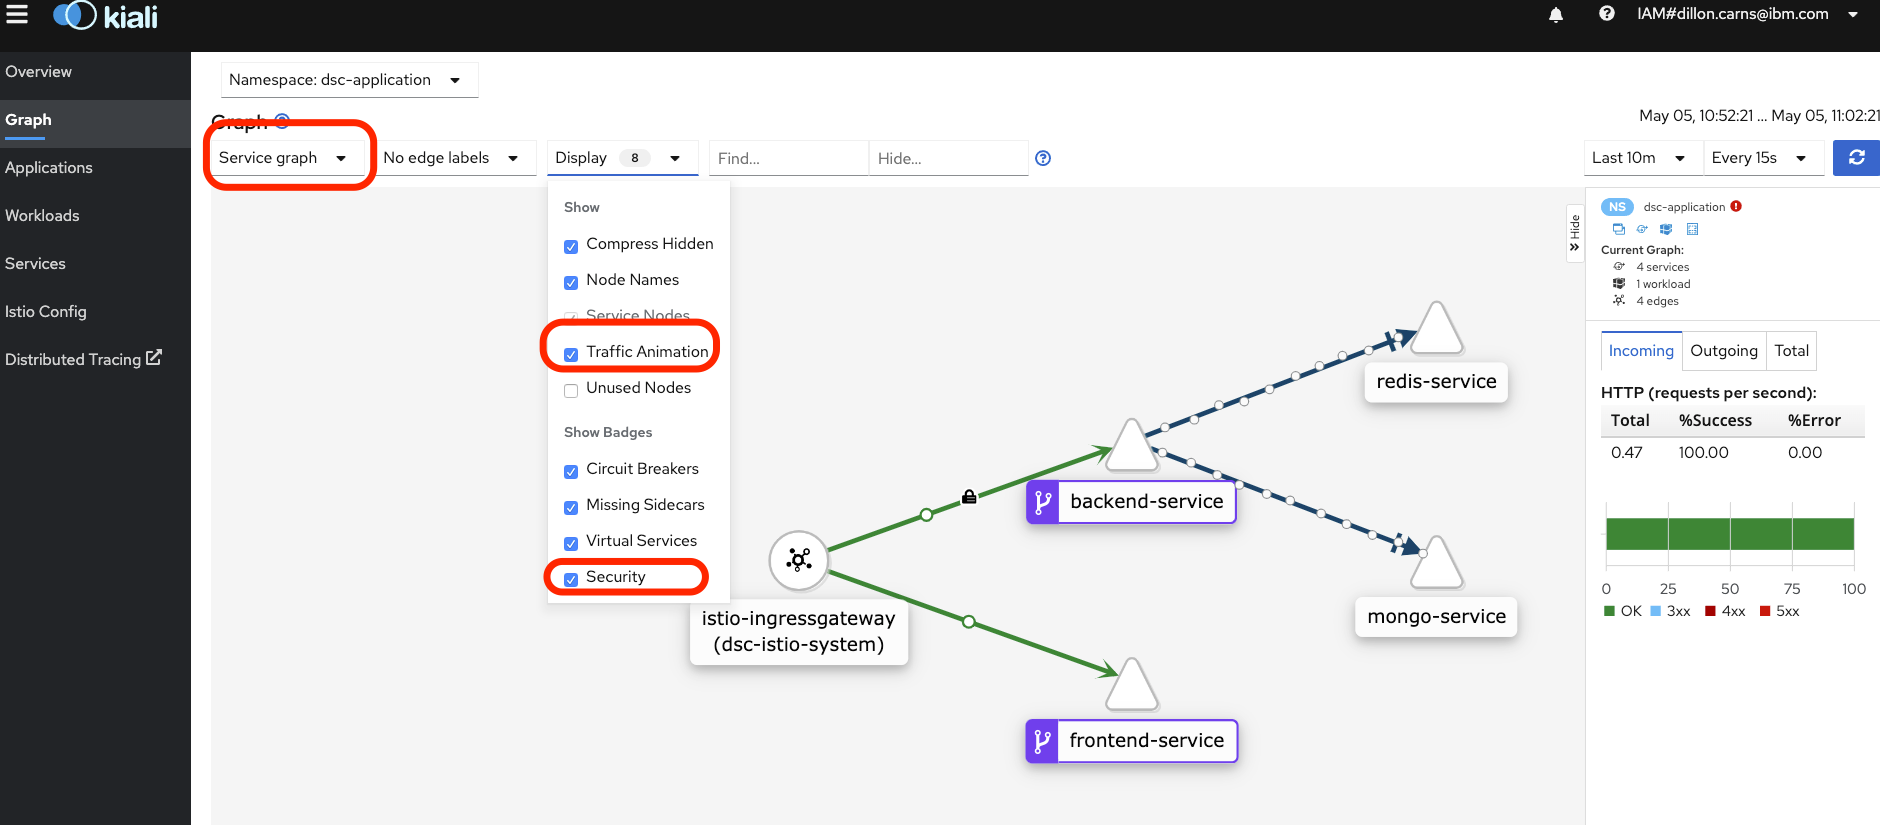 kiali
IAM#dillon.carns@ibm.com
Overview
Graph
Applications
Workloads
Services
Istio Config
Distributed Tracing
Namespace: dsc-application
Graph
May 05, 10:52:21 ... May 05, 11:02:21
Service graph
No edge labels
Display 8
Find...
Hide...
Last 10m
Every 15s
Show
Compress Hidden
Node Names
Service Nodes
Traffic Animation
Unused Nodes
Show Badges
Circuit Breakers
Missing Sidecars
Virtual Services
Security
istio-ingressgateway
(dsc-istio-system)
backend-service
redis-service
mongo-service
frontend-service
Hide
NS dsc-application
Current Graph:
4 services
1 workload
4 edges
Incoming
Outgoing
Total
HTTP (requests per second):
Total %Success %Error
0.47 100.00 0.00
0 25 50 75 100
OK 3xx 4xx 5xx